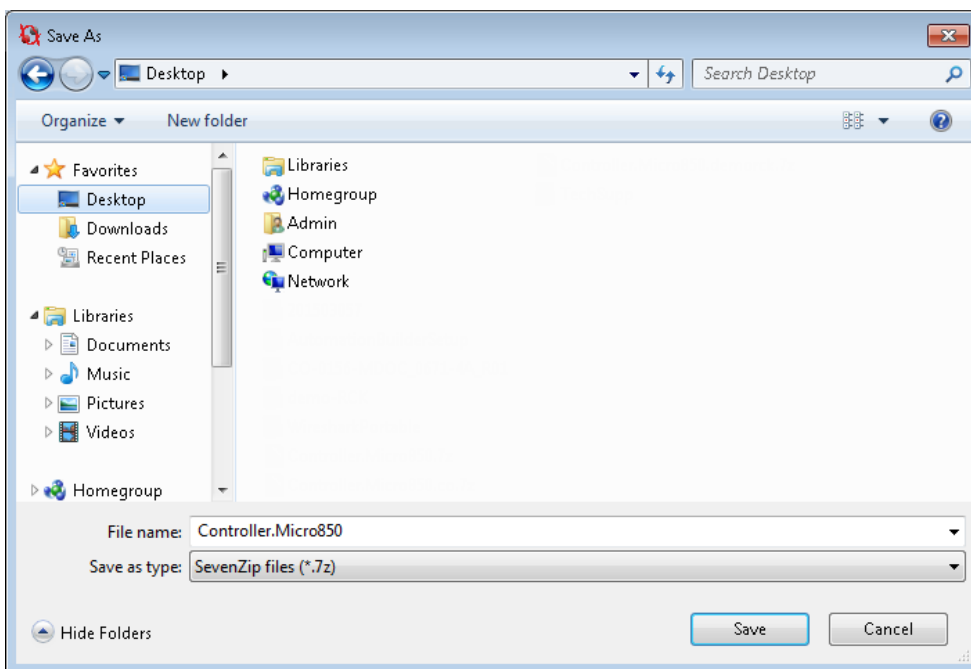 Save As
Desktop
Search Desktop
Organize
New folder
Favorites
Desktop
Downloads
Recent Places
Libraries
Documents
Music
Pictures
Videos
Homegroup
Libraries
Homegroup
Admin
Computer
Network
File name: Controller.Micro850
Save as type: SevenZip files (*.7z)
Hide Folders
Save
Cancel